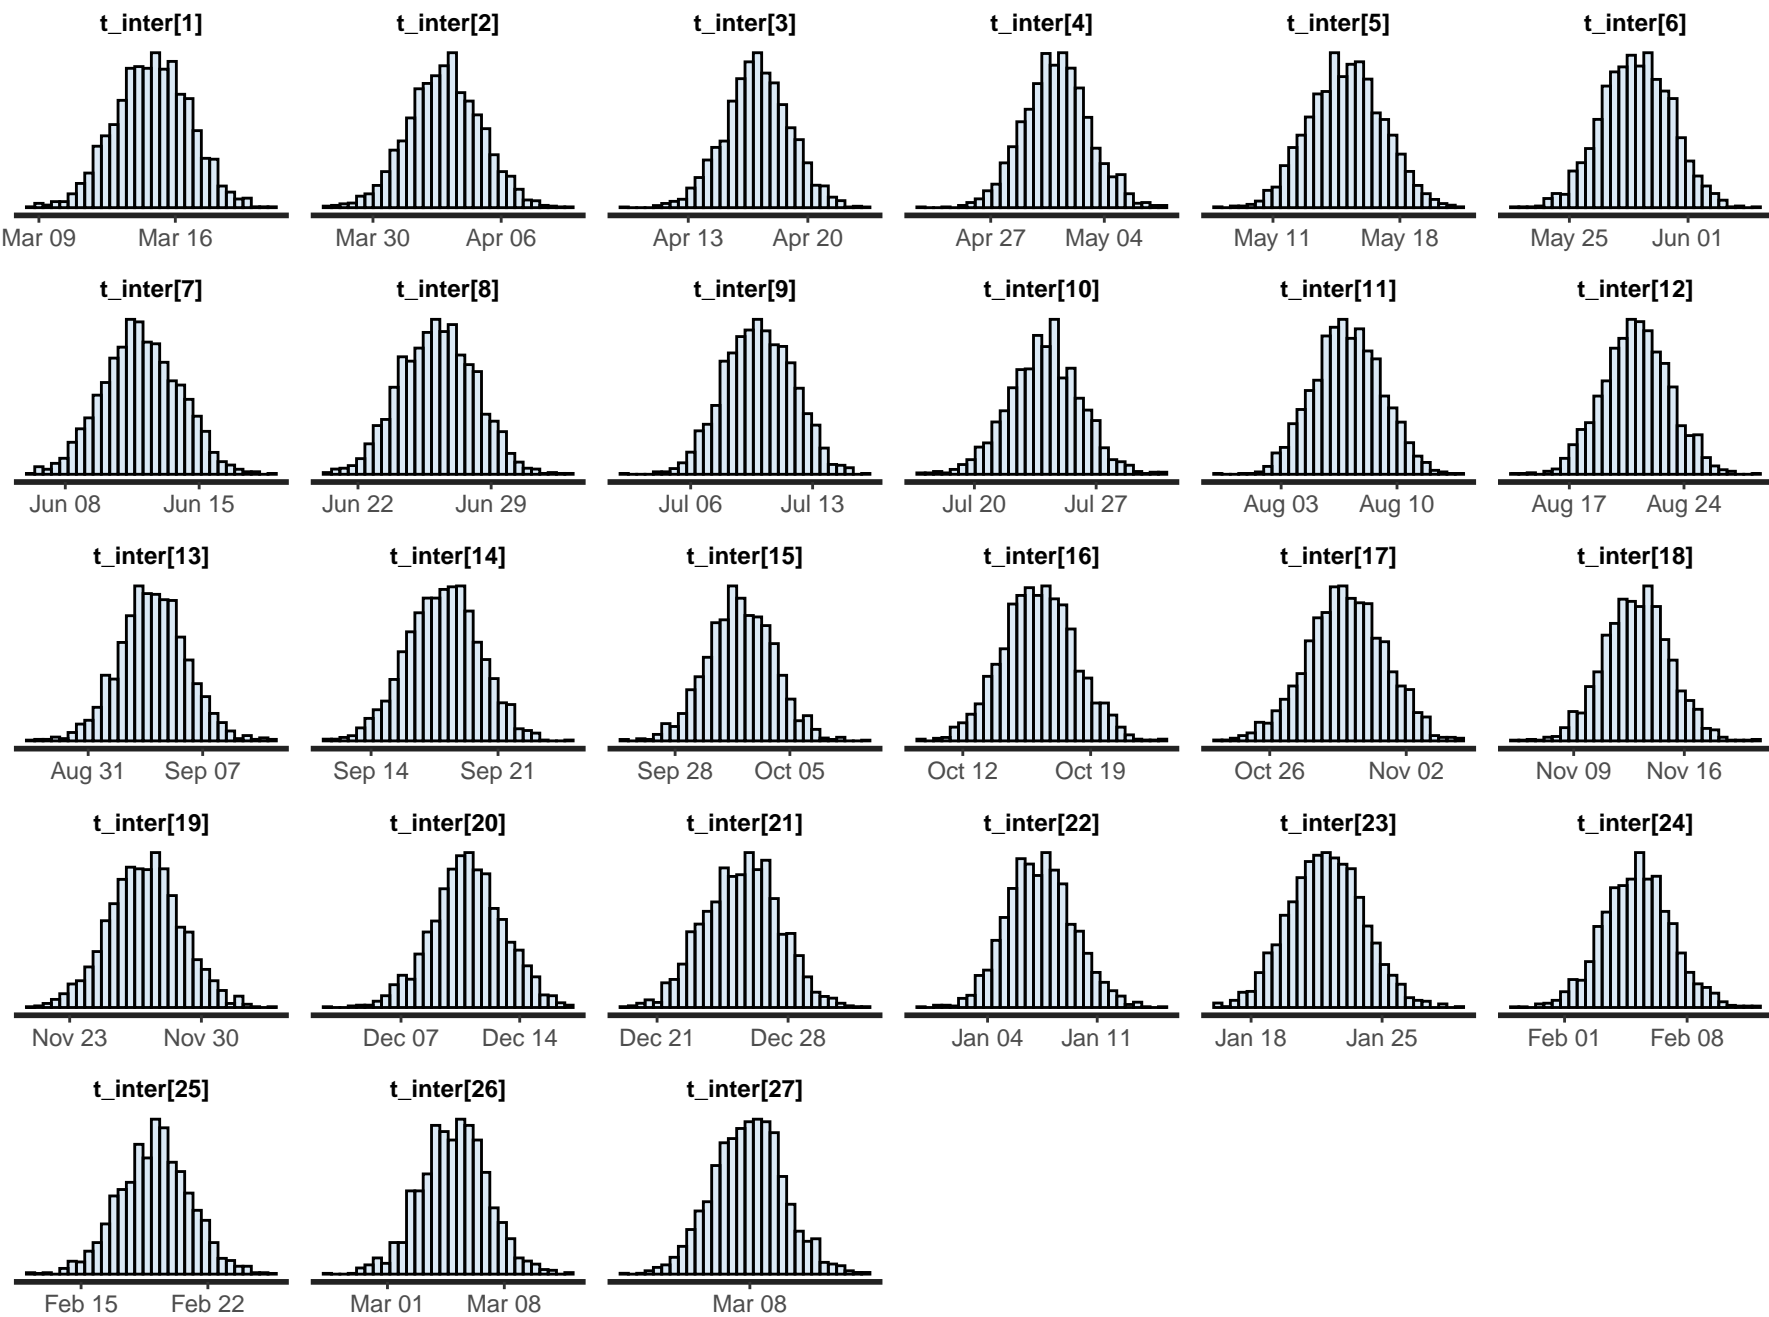 t_inter[1] t_inter[2] t_inter[3] t_inter[4] t_inter[5] t_inter[6]
Mar 09 Mar 16 Mar 30 Apr 06 Apr 13 Apr 20 Apr 27 May 04 May 11 May 18 May 25 Jun 01
t_inter[7] t_inter[8] t_inter[9] t_inter[10] t_inter[11] t_inter[12]
Jun 08 Jun 15 Jun 22 Jun 29 Jul 06 Jul 13 Jul 20 Jul 27 Aug 03 Aug 10 Aug 17 Aug 24
t_inter[13] t_inter[14] t_inter[15] t_inter[16] t_inter[17] t_inter[18]
Aug 31 Sep 07 Sep 14 Sep 21 Sep 28 Oct 05 Oct 12 Oct 19 Oct 26 Nov 02 Nov 09 Nov 16
t_inter[19] t_inter[20] t_inter[21] t_inter[22] t_inter[23] t_inter[24]
Nov 23 Nov 30 Dec 07 Dec 14 Dec 21 Dec 28 Jan 04 Jan 11 Jan 18 Jan 25 Feb 01 Feb 08
t_inter[25] t_inter[26] t_inter[27]
Feb 15 Feb 22 Mar 01 Mar 08 Mar 08